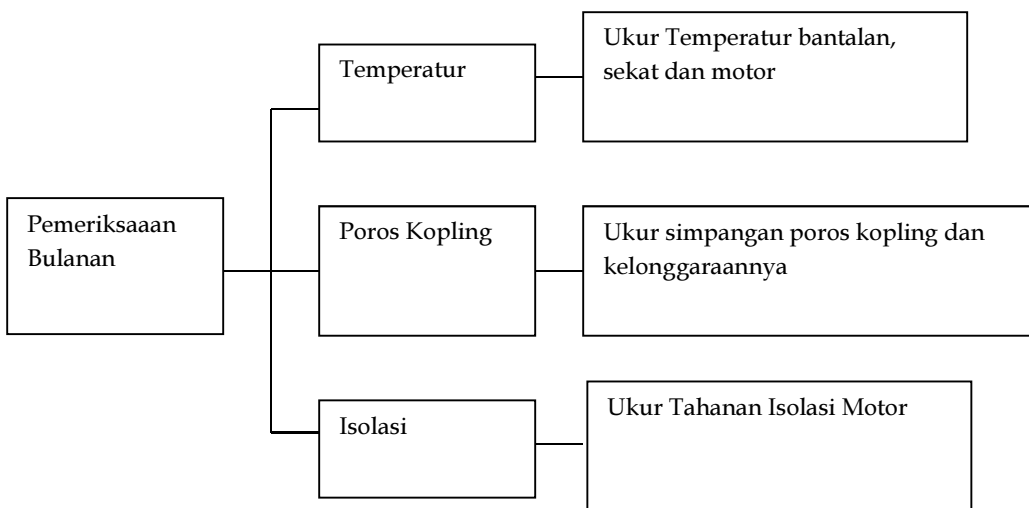 Pemeriksaaan
Bulanan
Temperatur
Ukur Temperatur bantalan,
sekat dan motor
Poros Kopling
Ukur simpangan poros kopling dan
kelonggaraannya
Isolasi
Ukur Tahanan Isolasi Motor